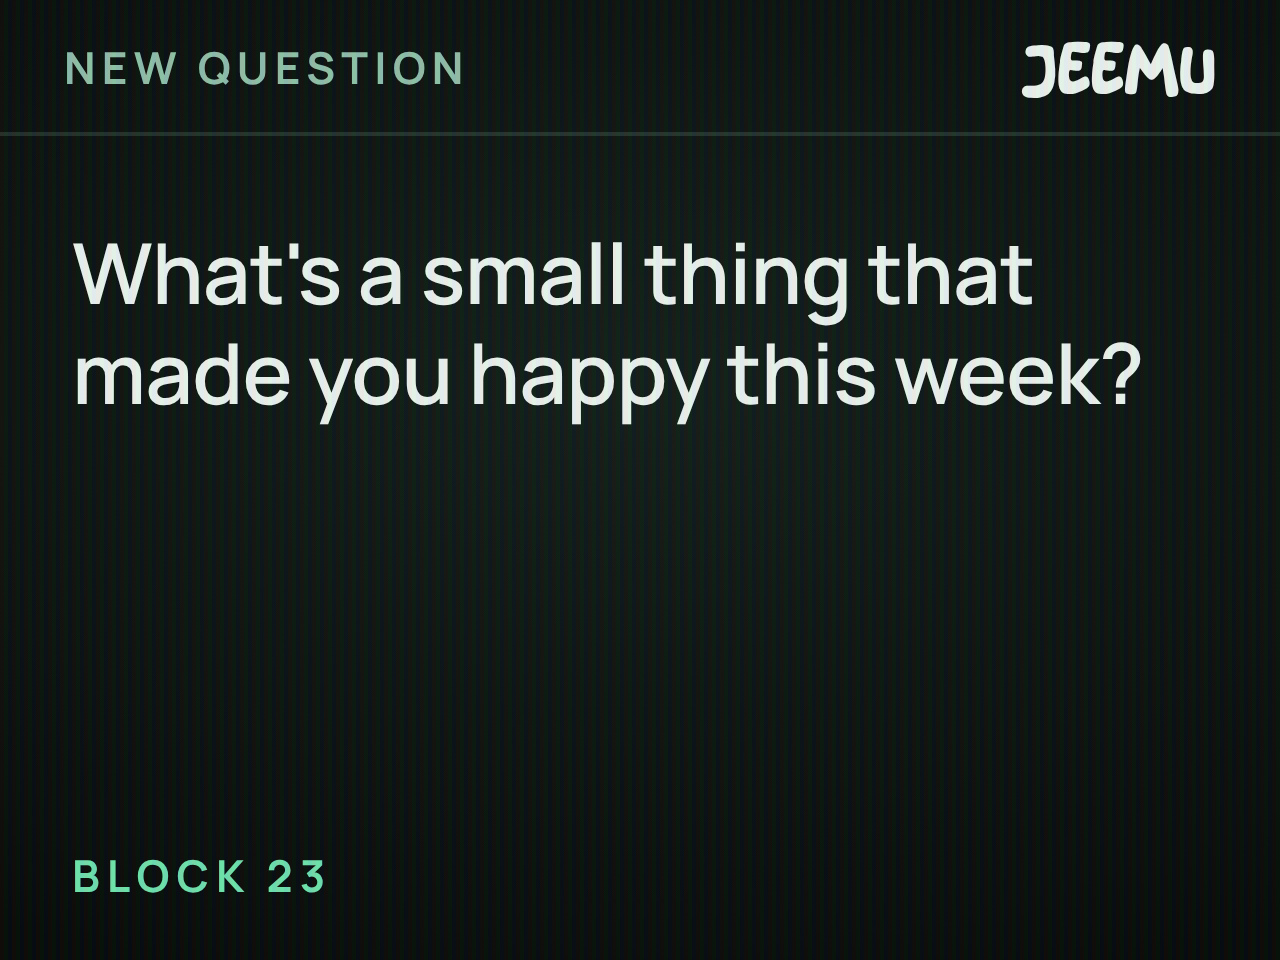 NEW QUESTION
JEEMU
What's a small thing that
made you happy this week?
BLOCK 23